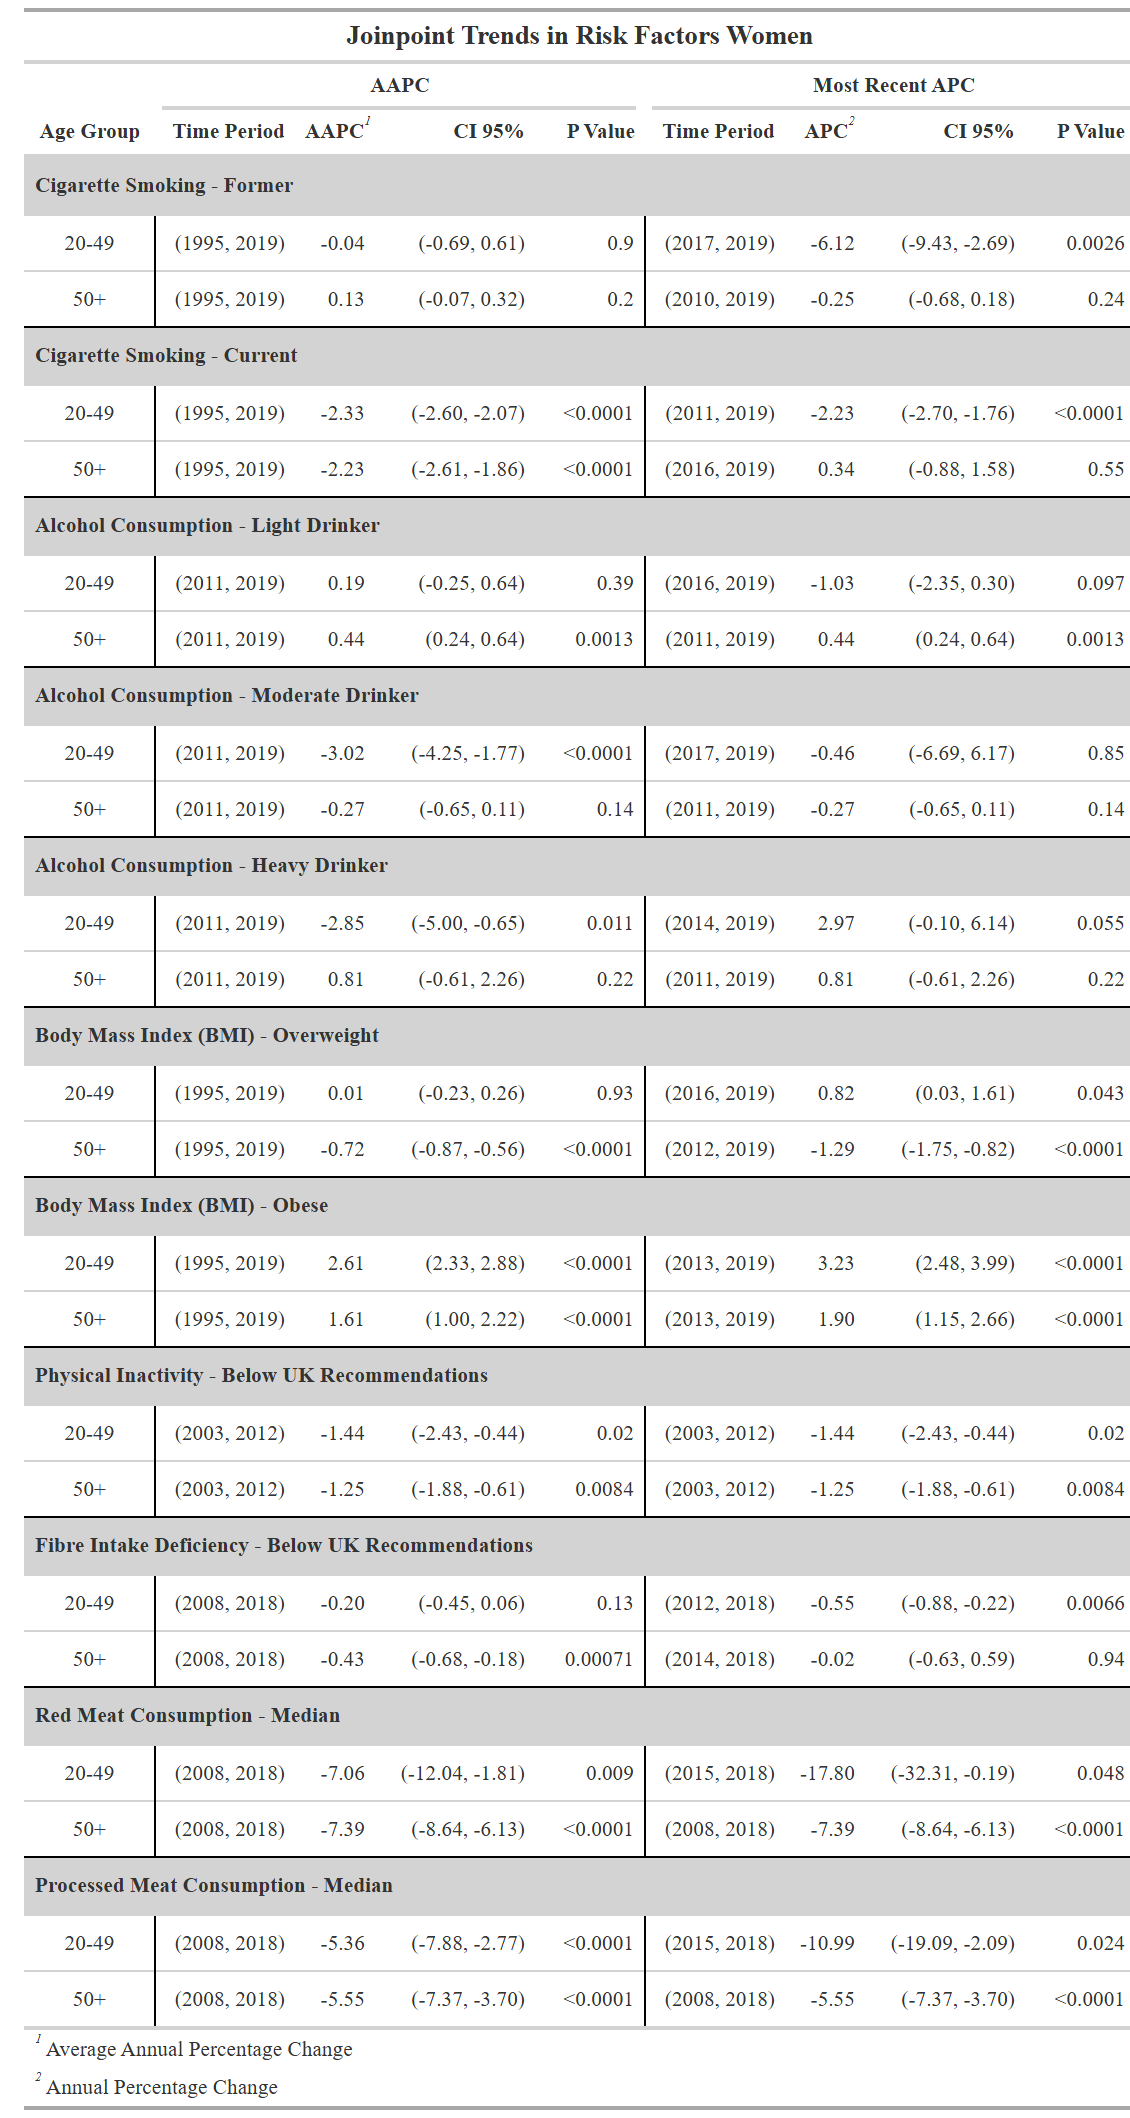 Joinpoint Trends in Risk Factors Women
AAPC Most Recent APC
Age Group Time Period AAPC1 CI 95% P Value Time Period APC2 CI 95% P Value
Cigarette Smoking - Former
20-49 (1995, 2019) -0.04 (-0.69, 0.61) 0.9 (2017, 2019) -6.12 (-9.43, -2.69) 0.0026
50+ (1995, 2019) 0.13 (-0.07, 0.32) 0.2 (2010, 2019) -0.25 (-0.68, 0.18) 0.24
Cigarette Smoking - Current
20-49 (1995, 2019) -2.33 (-2.60, -2.07) <0.0001 (2011, 2019) -2.23 (-2.70, -1.76) <0.0001
50+ (1995, 2019) -2.23 (-2.61, -1.86) <0.0001 (2016, 2019) 0.34 (-0.88, 1.58) 0.55
Alcohol Consumption - Light Drinker
20-49 (2011, 2019) 0.19 (-0.25, 0.64) 0.39 (2016, 2019) -1.03 (-2.35, 0.30) 0.097
50+ (2011, 2019) 0.44 (0.24, 0.64) 0.0013 (2011, 2019) 0.44 (0.24, 0.64) 0.0013
Alcohol Consumption - Moderate Drinker
20-49 (2011, 2019) -3.02 (-4.25, -1.77) <0.0001 (2017, 2019) -0.46 (-6.69, 6.17) 0.85
50+ (2011, 2019) -0.27 (-0.65, 0.11) 0.14 (2011, 2019) -0.27 (-0.65, 0.11) 0.14
Alcohol Consumption - Heavy Drinker
20-49 (2011, 2019) -2.85 (-5.00, -0.65) 0.011 (2014, 2019) 2.97 (-0.10, 6.14) 0.055
50+ (2011, 2019) 0.81 (-0.61, 2.26) 0.22 (2011, 2019) 0.81 (-0.61, 2.26) 0.22
Body Mass Index (BMI) - Overweight
20-49 (1995, 2019) 0.01 (-0.23, 0.26) 0.93 (2016, 2019) 0.82 (0.03, 1.61) 0.043
50+ (1995, 2019) -0.72 (-0.87, -0.56) <0.0001 (2012, 2019) -1.29 (-1.75, -0.82) <0.0001
Body Mass Index (BMI) - Obese
20-49 (1995, 2019) 2.61 (2.33, 2.88) <0.0001 (2013, 2019) 3.23 (2.48, 3.99) <0.0001
50+ (1995, 2019) 1.61 (1.00, 2.22) <0.0001 (2013, 2019) 1.90 (1.15, 2.66) <0.0001
Physical Inactivity - Below UK Recommendations
20-49 (2003, 2012) -1.44 (-2.43, -0.44) 0.02 (2003, 2012) -1.44 (-2.43, -0.44) 0.02
50+ (2003, 2012) -1.25 (-1.88, -0.61) 0.0084 (2003, 2012) -1.25 (-1.88, -0.61) 0.0084
Fibre Intake Deficiency - Below UK Recommendations
20-49 (2008, 2018) -0.20 (-0.45, 0.06) 0.13 (2012, 2018) -0.55 (-0.88, -0.22) 0.0066
50+ (2008, 2018) -0.43 (-0.68, -0.18) 0.00071 (2014, 2018) -0.02 (-0.63, 0.59) 0.94
Red Meat Consumption - Median
20-49 (2008, 2018) -7.06 (-12.04, -1.81) 0.009 (2015, 2018) -17.80 (-32.31, -0.19) 0.048
50+ (2008, 2018) -7.39 (-8.64, -6.13) <0.0001 (2008, 2018) -7.39 (-8.64, -6.13) <0.0001
Processed Meat Consumption - Median
20-49 (2008, 2018) -5.36 (-7.88, -2.77) <0.0001 (2015, 2018) -10.99 (-19.09, -2.09) 0.024
50+ (2008, 2018) -5.55 (-7.37, -3.70) <0.0001 (2008, 2018) -5.55 (-7.37, -3.70) <0.0001
1 Average Annual Percentage Change
2 Annual Percentage Change